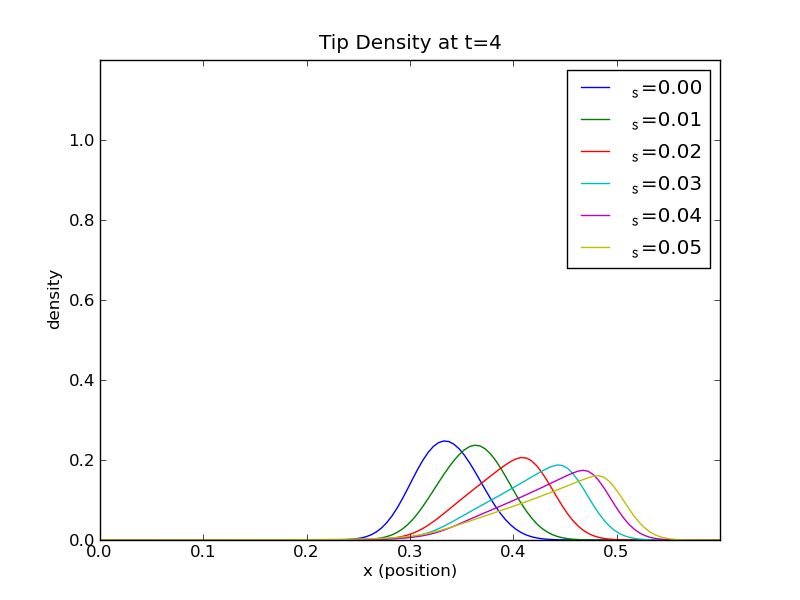 Tip Density at t=4
ₛ=0.00
ₛ=0.01
ₛ=0.02
ₛ=0.03
ₛ=0.04
ₛ=0.05
density
1.0
0.8
0.6
0.4
0.2
0.0
0.0 0.1 0.2 0.3 0.4 0.5
x (position)